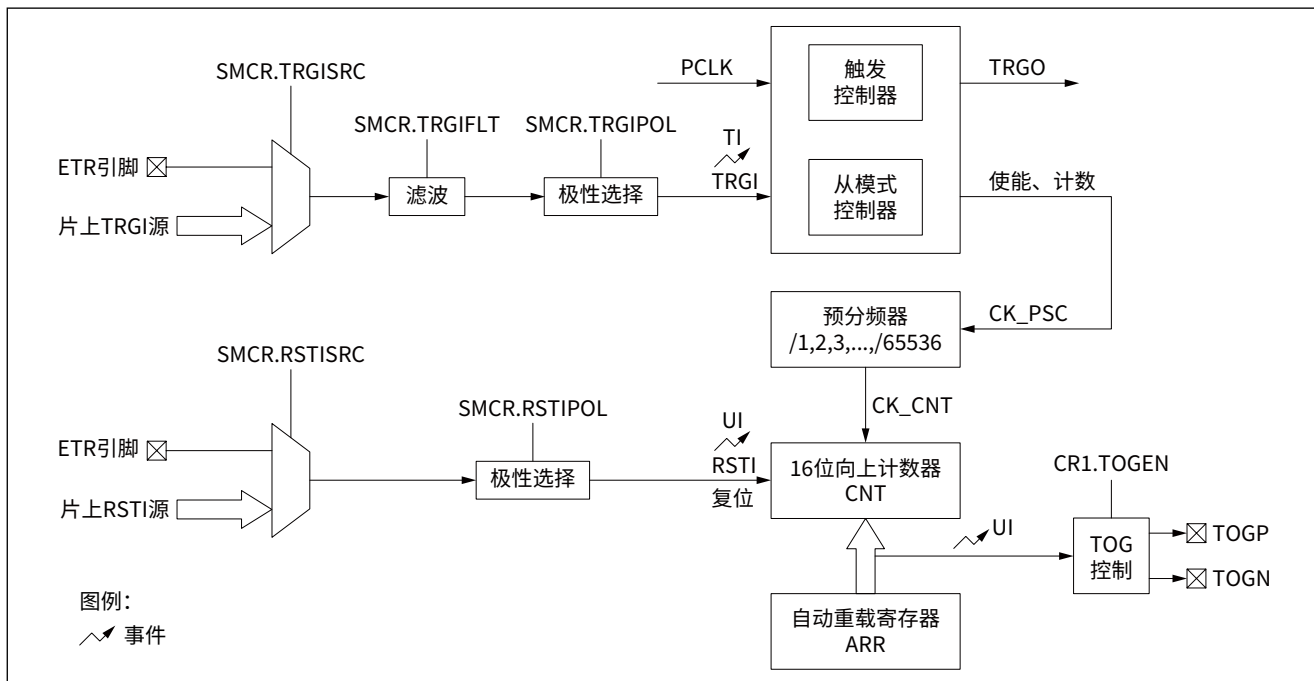 SMCR.TRGISRC
PCLK
触发
控制器
TRGO
SMCR.TRGIFLT
SMCR.TRGIPOL
TI
ETR引脚
滤波
极性选择
TRGI
从模式
控制器
使能、计数
片上TRGI源
预分频器
/1,2,3,...,/65536
CK_PSC
SMCR.RSTISRC
CK_CNT
SMCR.RSTIPOL
UI
ETR引脚
极性选择
RSTI
复位
16位向上计数器
CNT
CR1.TOGEN
片上RSTI源
UI
TOG
控制
TOGP
TOGN
图例：
事件
自动重载寄存器
ARR